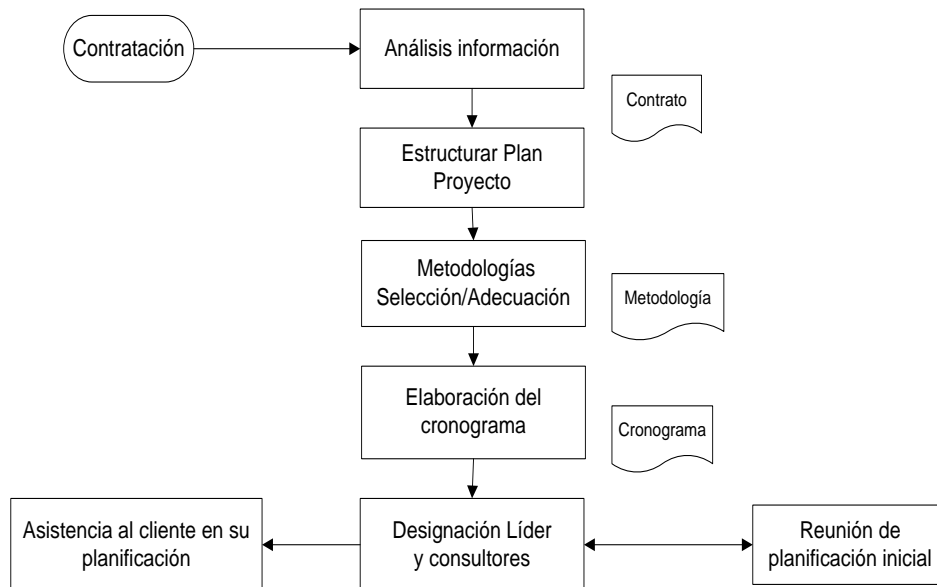 Contratación
Análisis información
Contrato
Estructurar Plan
Proyecto
Metodologías
Selección/Adecuación
Metodología
Elaboración del
cronograma
Cronograma
Asistencia al cliente en su
planificación
Designación Líder
y consultores
Reunión de
planificación inicial